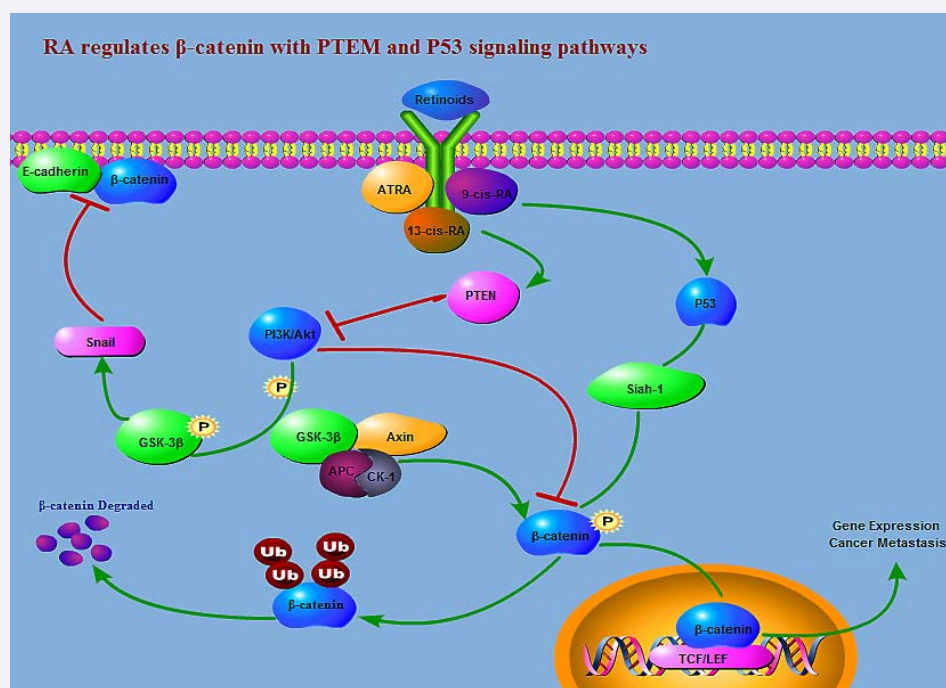 RA regulates β-catenin with PTEM and P53 signaling pathways
Retinoids
E-cadherin
β-catenin
ATRA
9-cis-RA
13-cis-RA
PTEN
P53
PI3K/Akt
Snail
P
Siah-1
GSK-3β
P
GSK-3β
Axin
APC
CK-1
β-catenin Degraded
β-catenin
P
Gene Expression
Cancer Metastasis
Ub
Ub
Ub
Ub
β-catenin
β-catenin
TCF/LEF